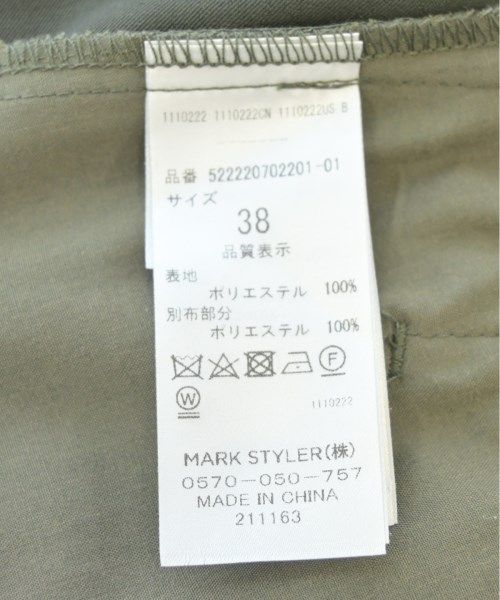 1110222 1110222CN 1110222US B
品番 522220702201-01
サイズ
38
品質表示
表地
ポリエステル 100%
別布部分
ポリエステル 100%
F
W
1110222
MARK STYLER(株)
0570-050-757
MADE IN CHINA
211163